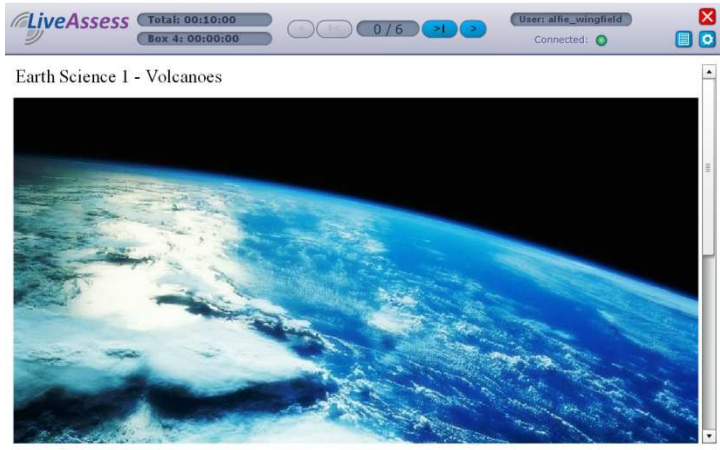 LiveAssess
Total: 00:10:00
Box 4: 00:00:00
< |< 0 / 6 >| >
User: alfie_wingfield
Connected:
Earth Science 1 - Volcanoes